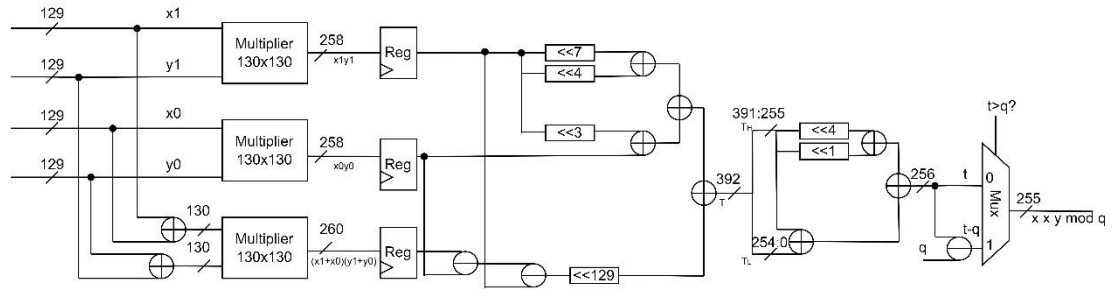 129
x1
Multiplier
130x130
258
x1y1
Reg
<<7
<<4
129
y1
129
x0
Multiplier
130x130
258
x0y0
Reg
<<3
129
y0
130
130
Multiplier
130x130
260
(x1+x0)(y1+y0)
Reg
<<129
392
T
391:255
TH
<<4
<<1
254:0
TL
256
t
t>q?
0
Mux
1
t-q
q
255
x x y mod q